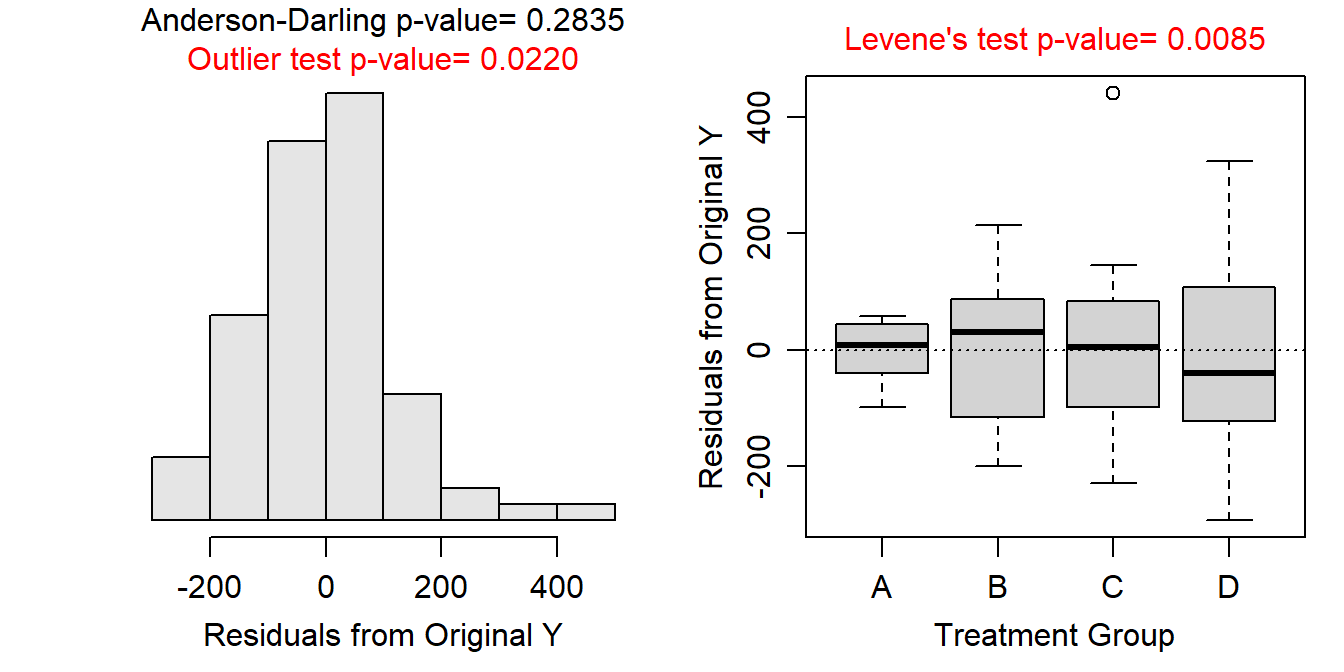 Anderson-Darling p-value= 0.2835
Outlier test p-value= 0.0220
-200 0 200 400
Residuals from Original Y
Levene's test p-value= 0.0085
Residuals from Original Y
400
200
0
-200
A B C D
Treatment Group